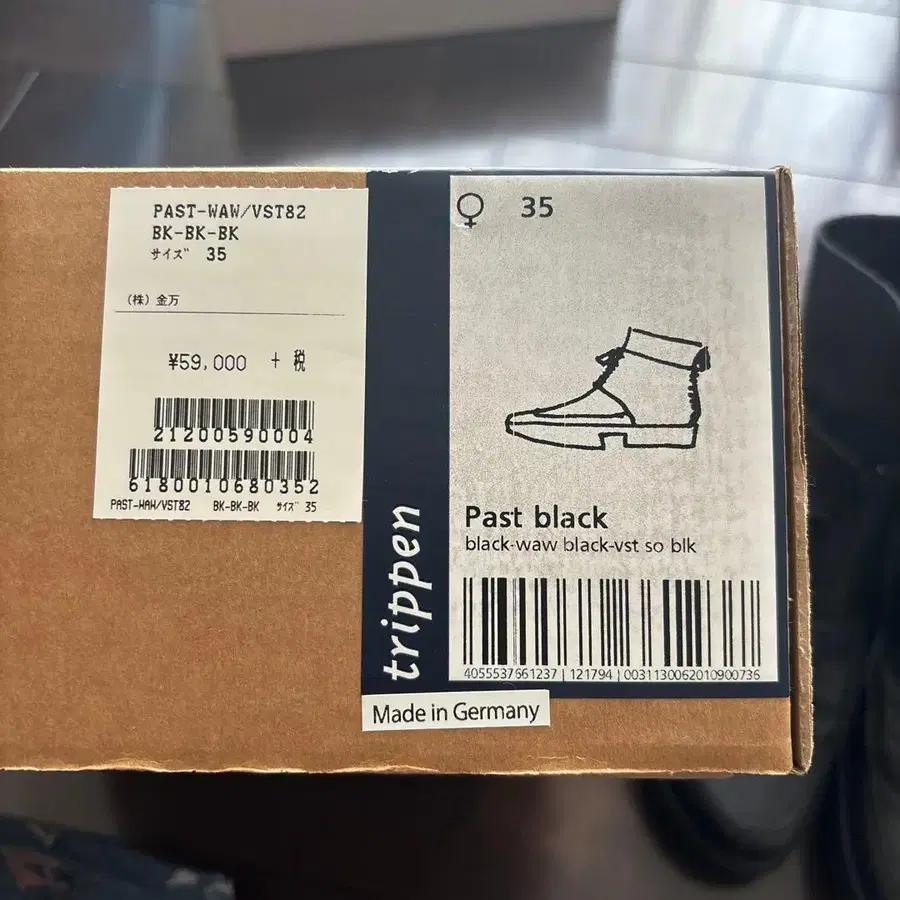 PAST-WAW/VST82
BK-BK-BK
サイズ 35
(株) 金万
¥59,000 + 税
21200590004
6180010680352
PAST-WAW/VST82 BK-BK-BK サイズ 35
trippen
♀ 35
Past black
black-waw black-vst so blk
4055537661237 | 121794 | 0031130062010900736
Made in Germany